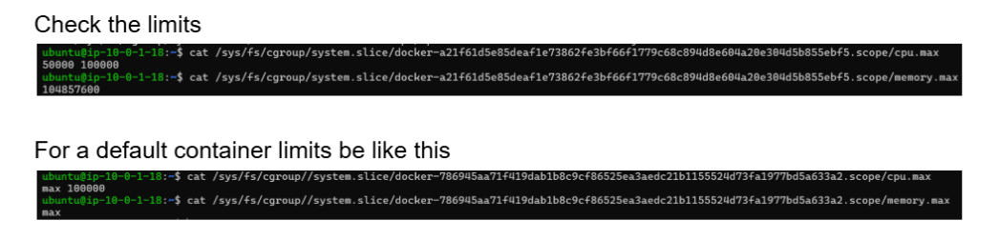 Check the limits
ubuntu@ip-10-0-1-18:~$ cat /sys/fs/cgroup/system.slice/docker-a21f61d5e85deaf1e73862fe3bf66f1779c68c894d8e604a20e304d5b855ebf5.scope/cpu.max
50000 100000
ubuntu@ip-10-0-1-18:~$ cat /sys/fs/cgroup/system.slice/docker-a21f61d5e85deaf1e73862fe3bf66f1779c68c894d8e604a20e304d5b855ebf5.scope/memory.max
104857600
For a default container limits be like this
ubuntu@ip-10-0-1-18:~$ cat /sys/fs/cgroup//system.slice/docker-786945aa71f419dab1b8c9cf86525ea3aedc21b1155524d73fa1977bd5a633a2.scope/cpu.max
max 100000
ubuntu@ip-10-0-1-18:~$ cat /sys/fs/cgroup//system.slice/docker-786945aa71f419dab1b8c9cf86525ea3aedc21b1155524d73fa1977bd5a633a2.scope/memory.max
max